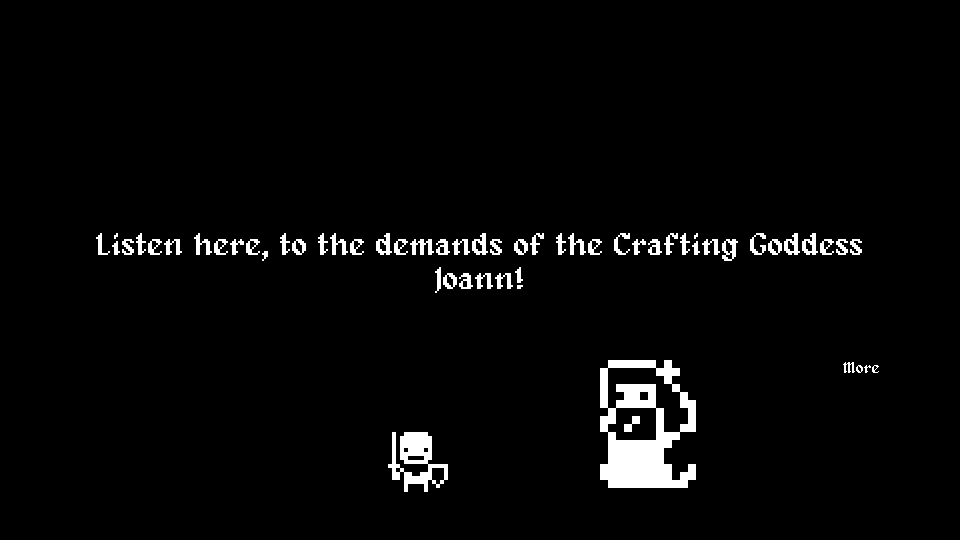 Listen here, to the demands of the Crafting Goddess
Joann!
More